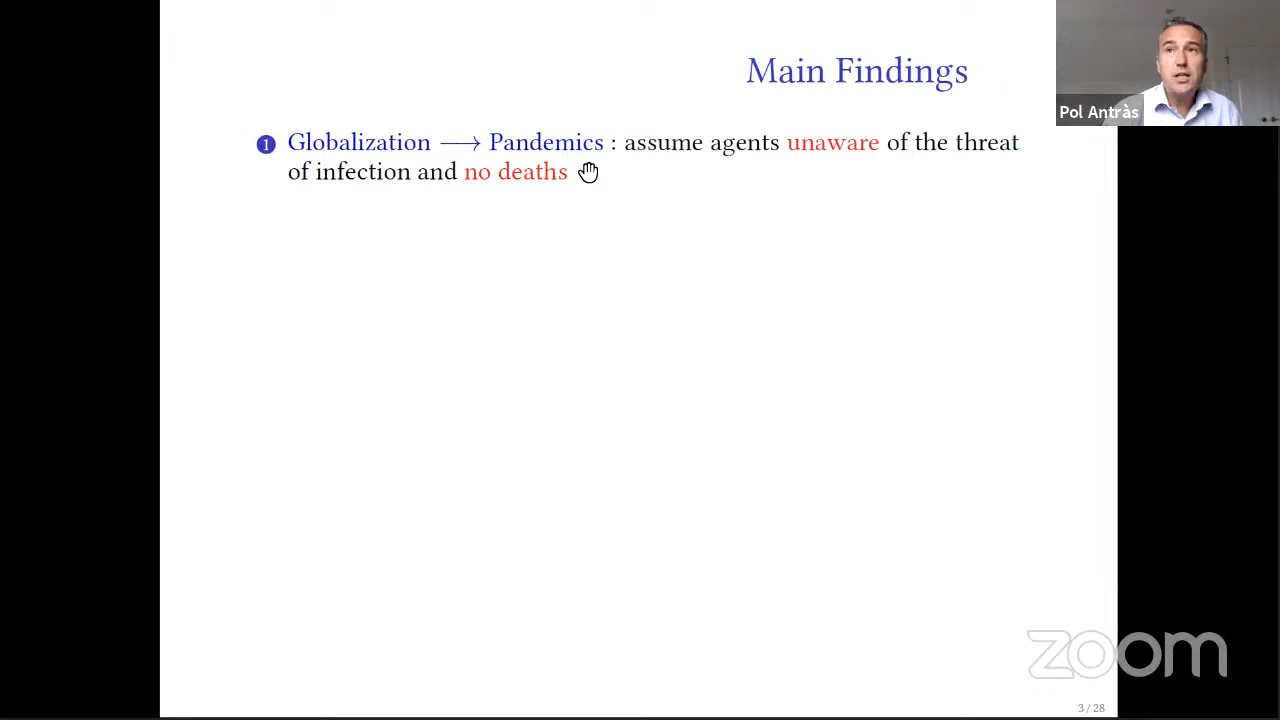 Main Findings
Pol Antràs
1 Globalization ⟶ Pandemics : assume agents unaware of the threat
of infection and no deaths
zoom
3 / 28